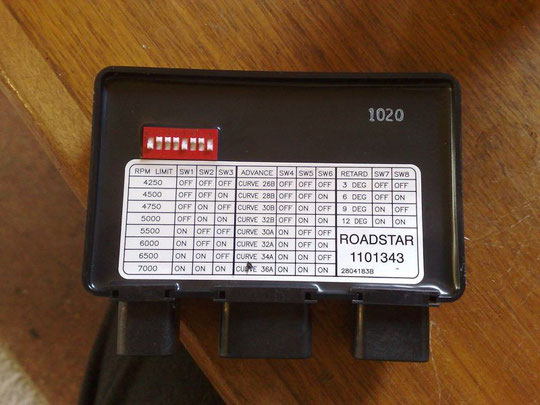 1020
RPM LIMIT SW1 SW2 SW3 ADVANCE SW4 SW5 SW6 RETARD SW7 SW8
4250 OFF OFF OFF CURVE 26B OFF OFF OFF 3 DEG OFF OFF
4500 OFF OFF ON CURVE 28B OFF OFF ON 6 DEG OFF ON
4750 OFF ON OFF CURVE 30B OFF ON OFF 9 DEG ON OFF
5000 OFF ON ON CURVE 32B OFF ON ON 12 DEG ON ON
5500 ON OFF OFF CURVE 30A ON OFF OFF ROADSTAR
6000 ON OFF ON CURVE 32A ON OFF ON
6500 ON ON OFF CURVE 34A ON ON OFF 1101343
7000 ON ON ON CURVE 36A ON ON ON 2804183B